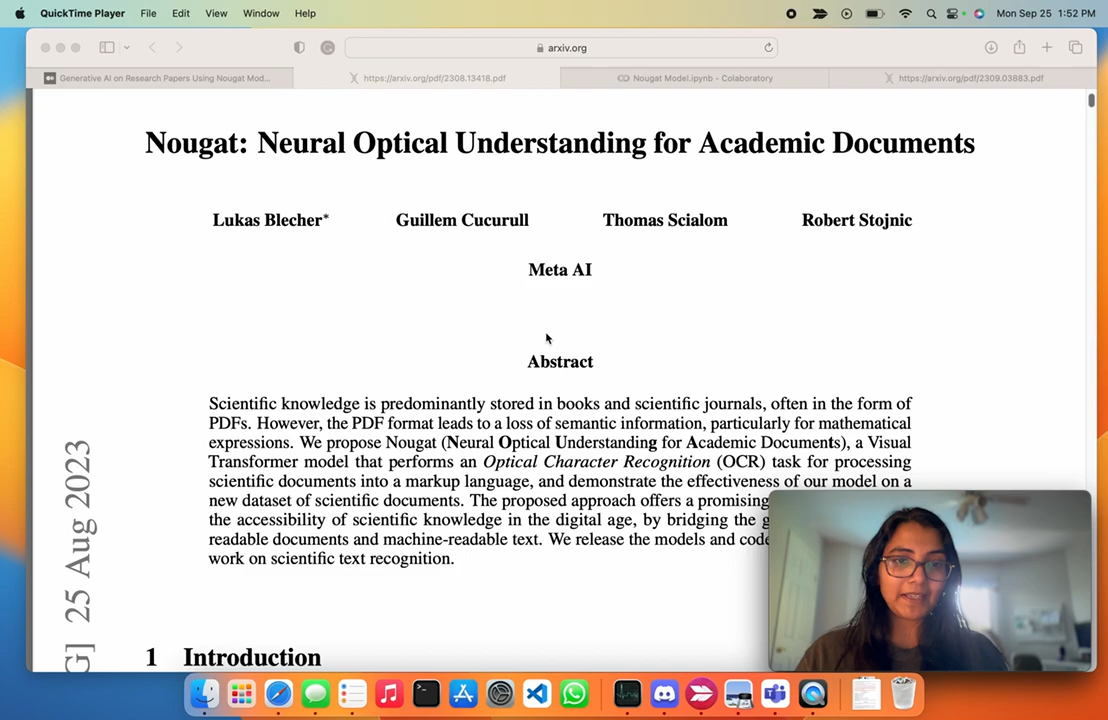 QuickTime Player File Edit View Window Help Mon Sep 25 1:52 PM
arxiv.org
Generative AI on Research Papers Using Nougat Mod... https://arxiv.org/pdf/2308.13418.pdf Nougat Model.ipynb - Colaboratory https://arxiv.org/pdf/2309.03883.pdf
Nougat: Neural Optical Understanding for Academic Documents
Lukas Blecher* Guillem Cucurull Thomas Scialom Robert Stojnic
Meta AI
Abstract
Scientific knowledge is predominantly stored in books and scientific journals, often in the form of
PDFs. However, the PDF format leads to a loss of semantic information, particularly for mathematical
expressions. We propose Nougat (Neural Optical Understanding for Academic Documents), a Visual
Transformer model that performs an Optical Character Recognition (OCR) task for processing
scientific documents into a markup language, and demonstrate the effectiveness of our model on a
new dataset of scientific documents. The proposed approach offers a promising
the accessibility of scientific knowledge in the digital age, by bridging the g
readable documents and machine-readable text. We release the models and code
work on scientific text recognition.
G] 25 Aug 2023
1 Introduction